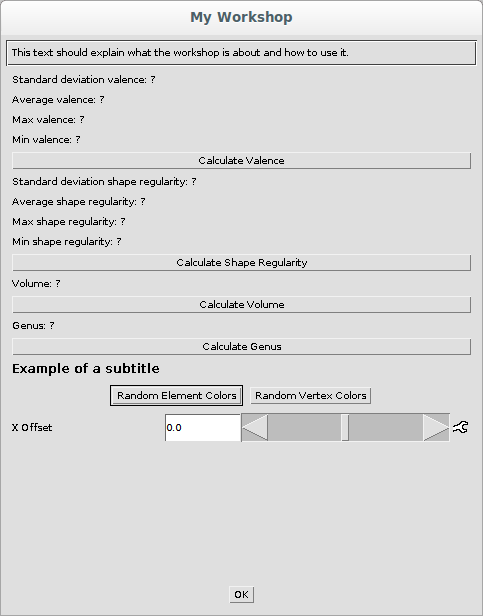 My Workshop
This text should explain what the workshop is about and how to use it.
Standard deviation valence: ?
Average valence: ?
Max valence: ?
Min valence: ?
Calculate Valence
Standard deviation shape regularity: ?
Average shape regularity: ?
Max shape regularity: ?
Min shape regularity: ?
Calculate Shape Regularity
Volume: ?
Calculate Volume
Genus: ?
Calculate Genus
Example of a subtitle
Random Element Colors Random Vertex Colors
X Offset 0.0
OK